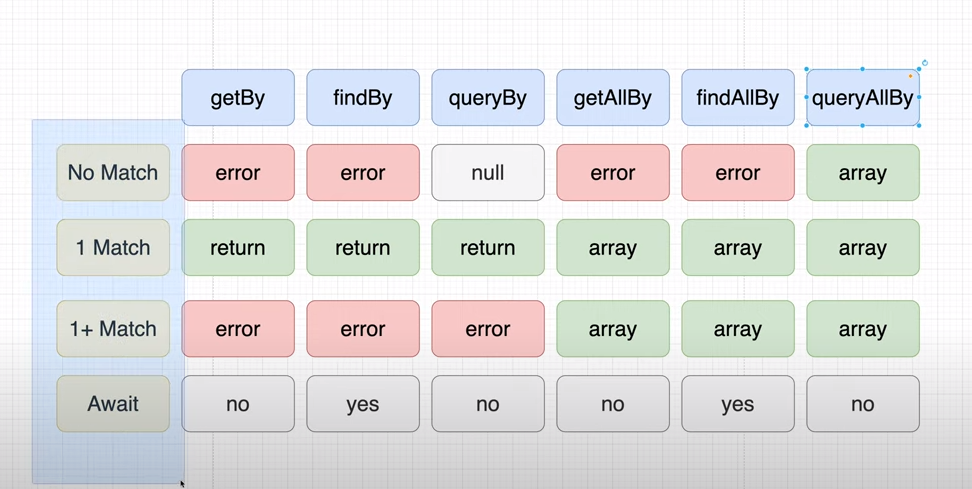 getBy findBy queryBy getAllBy findAllBy queryAllBy
No Match error error null error error array
1 Match return return return array array array
1+ Match error error error array array array
Await no yes no no yes no